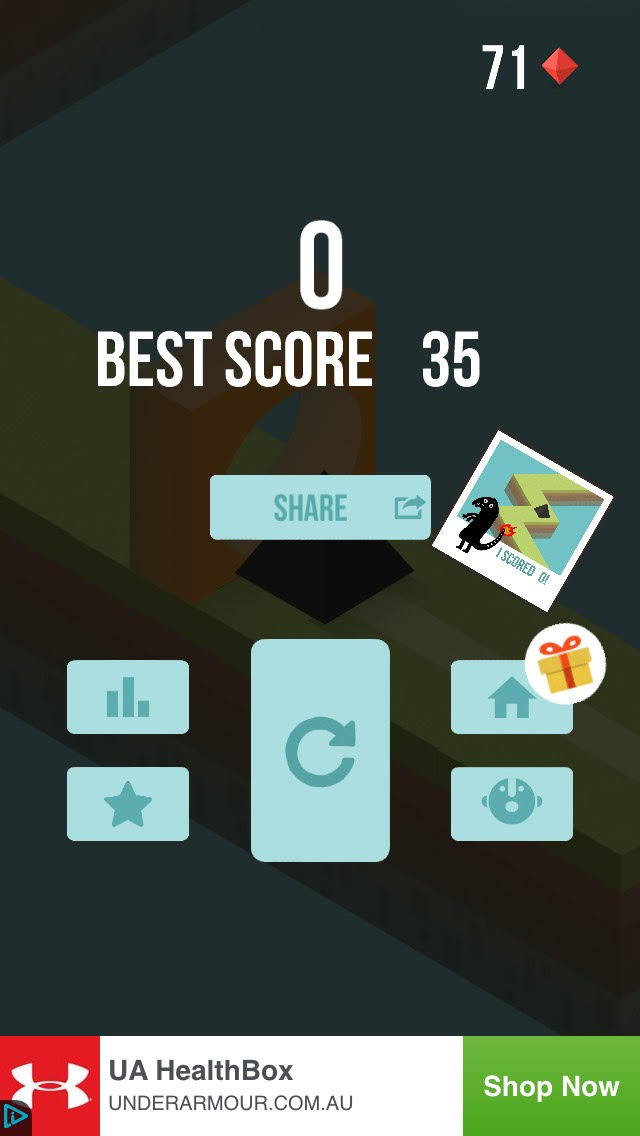 71
0
BEST SCORE 35
SHARE
I SCORED 0!
UA HealthBox
UNDERARMOUR.COM.AU
Shop Now